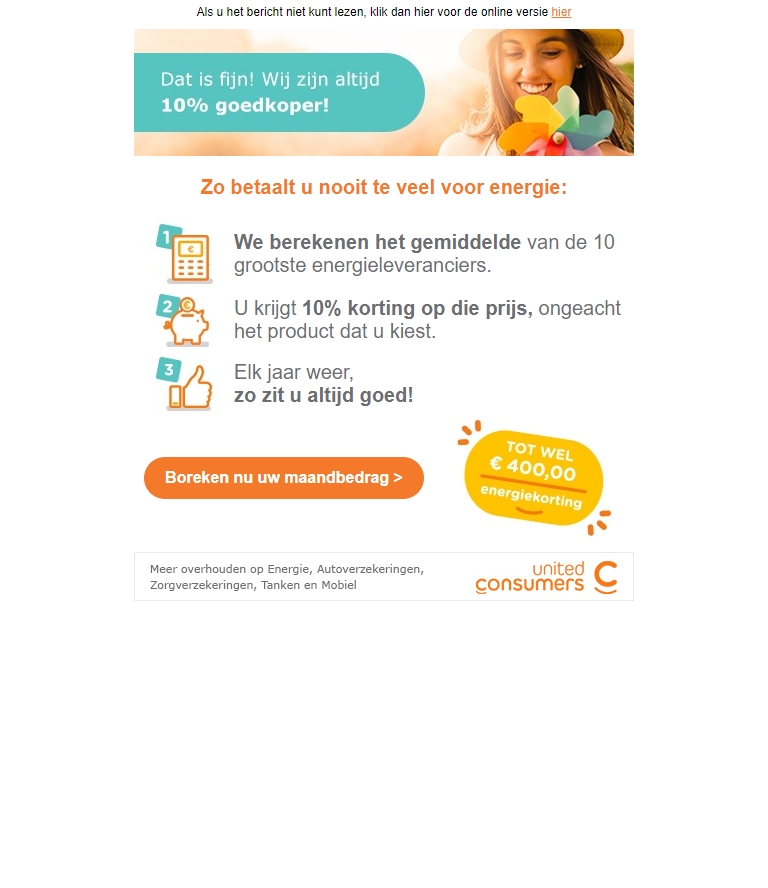 Als u het bericht niet kunt lezen, klik dan hier voor de online versie hier
Dat is fijn! Wij zijn altijd
10% goedkoper!
Zo betaalt u nooit te veel voor energie:
1
€
We berekenen het gemiddelde van de 10
grootste energieleveranciers.
2
€
U krijgt 10% korting op die prijs, ongeacht
het product dat u kiest.
3
Elk jaar weer,
zo zit u altijd goed!
Boreken nu uw maandbedrag >
TOT WEL
€ 400,00
energiekorting
Meer overhouden op Energie, Autoverzekeringen,
Zorgverzekeringen, Tanken en Mobiel
united
consumers